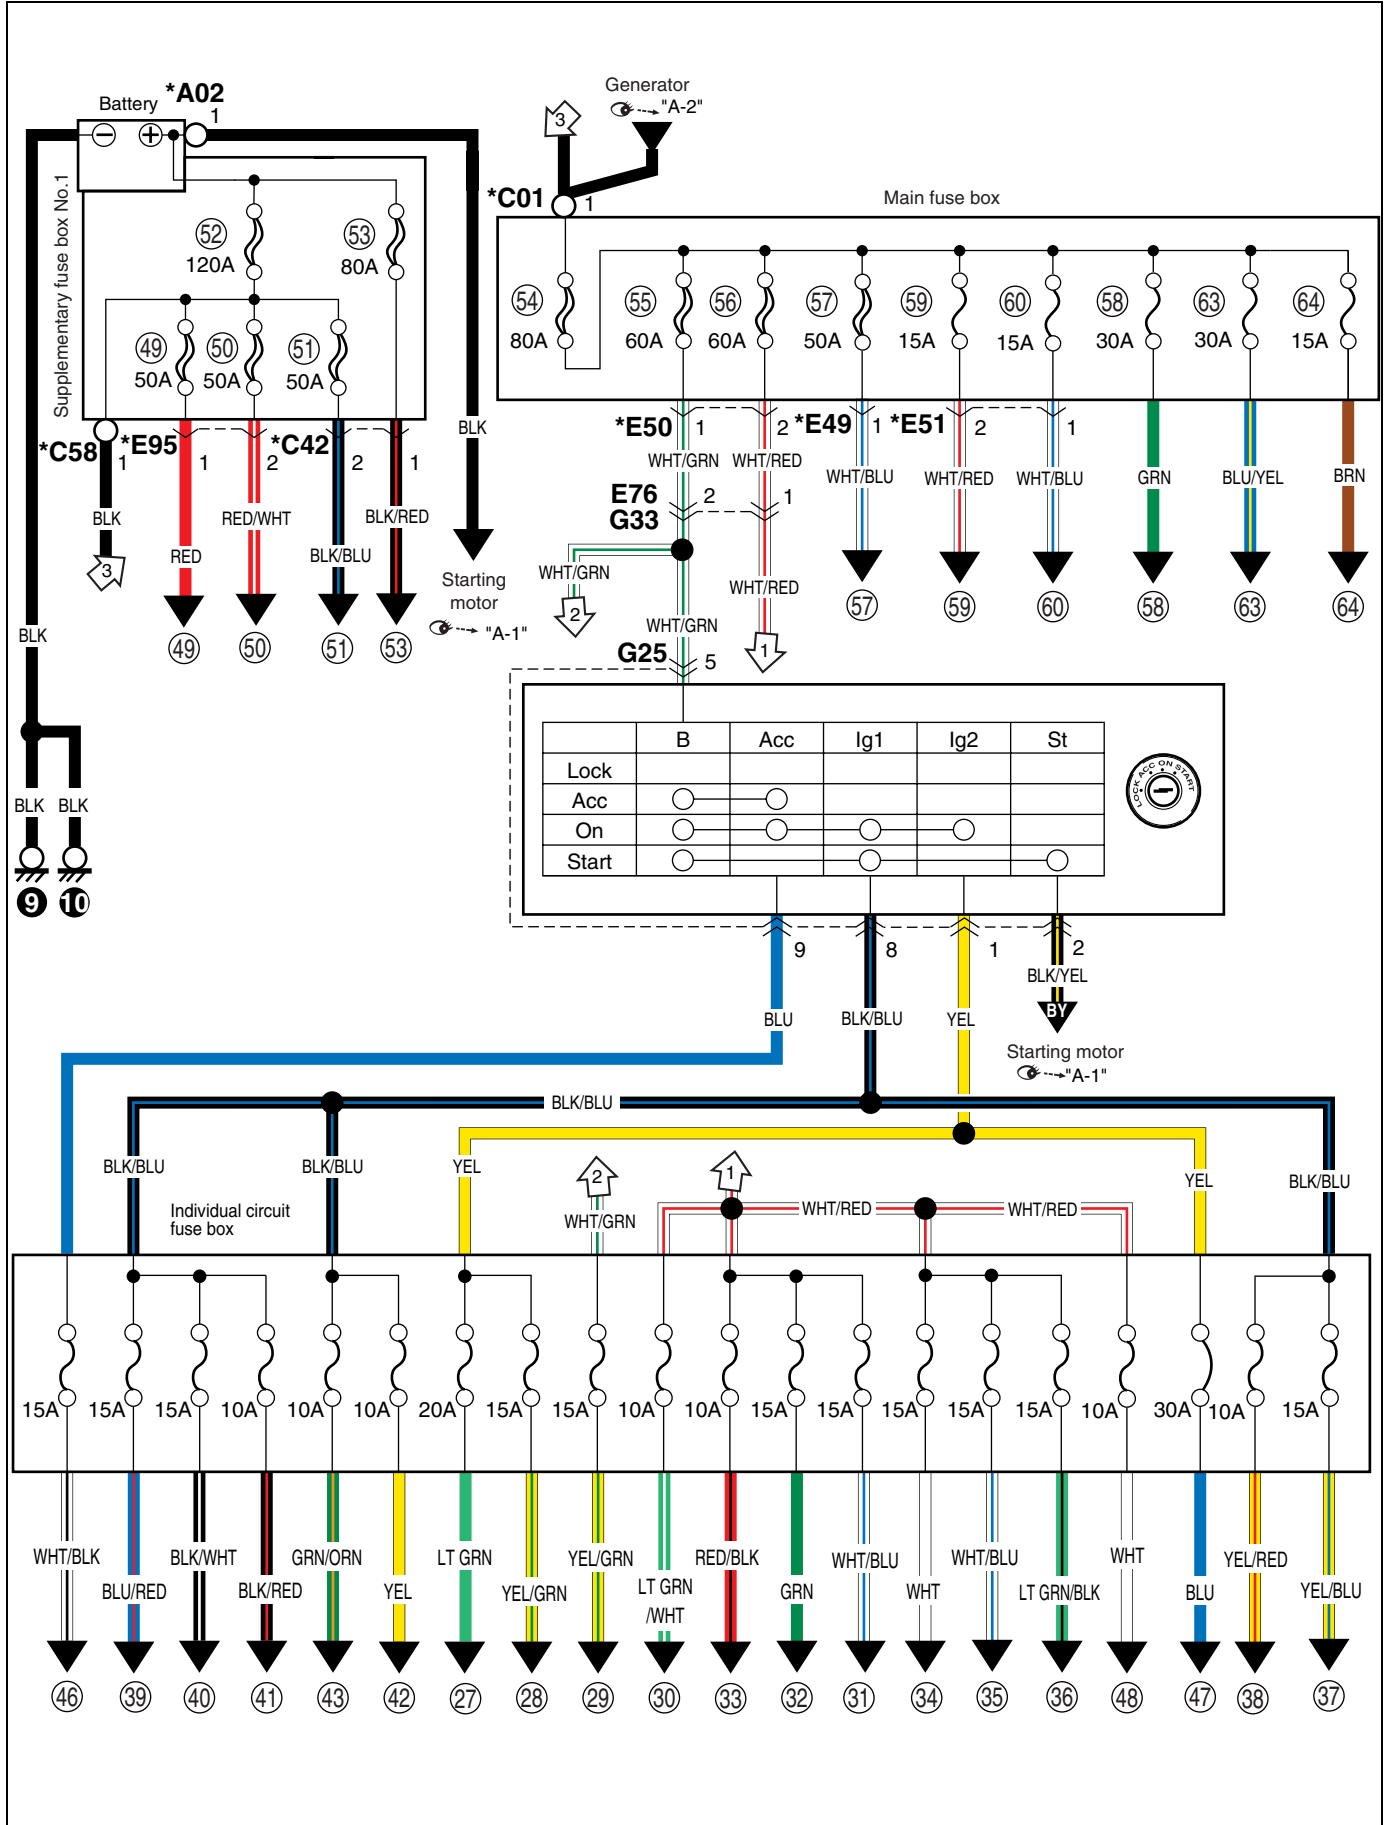 Battery
*A02
1
Supplementary fuse box No.1
52
120A
53
80A
49
50A
50
50A
51
50A
*C58
1
*E95
1
2
*C42
2
1
BLK
3
RED
RED/WHT
BLK/BLU
BLK/RED
49
50
51
53
BLK
Starting
motor
"A-1"
BLK
BLK
BLK
9
10
Generator
"A-2"
3
*C01
1
Main fuse box
54
80A
55
60A
56
60A
57
50A
59
15A
60
15A
58
30A
63
30A
64
15A
*E50
1
2
*E49
1
*E51
2
1
WHT/GRN
WHT/RED
WHT/BLU
WHT/RED
WHT/BLU
GRN
BLU/YEL
BRN
E76
G33
2
1
WHT/GRN
2
WHT/RED
1
WHT/GRN
G25
5
57
59
60
58
63
64
B
Acc
Ig1
Ig2
St
Lock
Acc
On
Start
LOCK ACC ON START
9
8
1
2
BLK/YEL
BY
BLU
BLK/BLU
YEL
Starting motor
"A-1"
BLK/BLU
BLK/BLU
BLK/BLU
YEL
2
1
YEL
BLK/BLU
WHT/GRN
WHT/RED
WHT/RED
Individual circuit
fuse box
15A
15A
15A
10A
10A
10A
20A
15A
15A
10A
10A
15A
15A
15A
15A
15A
10A
30A
10A
15A
WHT/BLK
BLU/RED
BLK/WHT
BLK/RED
GRN/ORN
YEL
LT GRN
YEL/GRN
YEL/GRN
LT GRN
/WHT
RED/BLK
GRN
WHT/BLU
WHT
WHT/BLU
LT GRN/BLK
WHT
BLU
YEL/RED
YEL/BLU
46
39
40
41
43
42
27
28
29
30
33
32
31
34
35
36
48
47
38
37